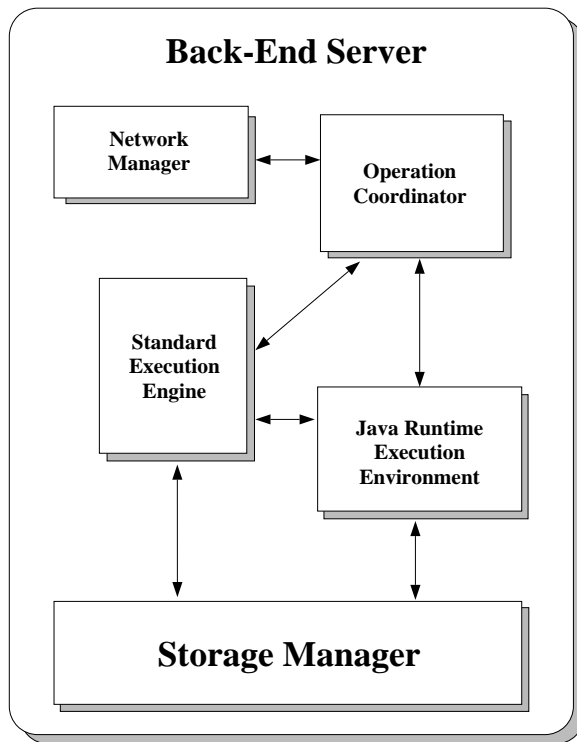 Back-End Server
Network
Manager
Operation
Coordinator
Standard
Execution
Engine
Java Runtime
Execution
Environment
Storage Manager